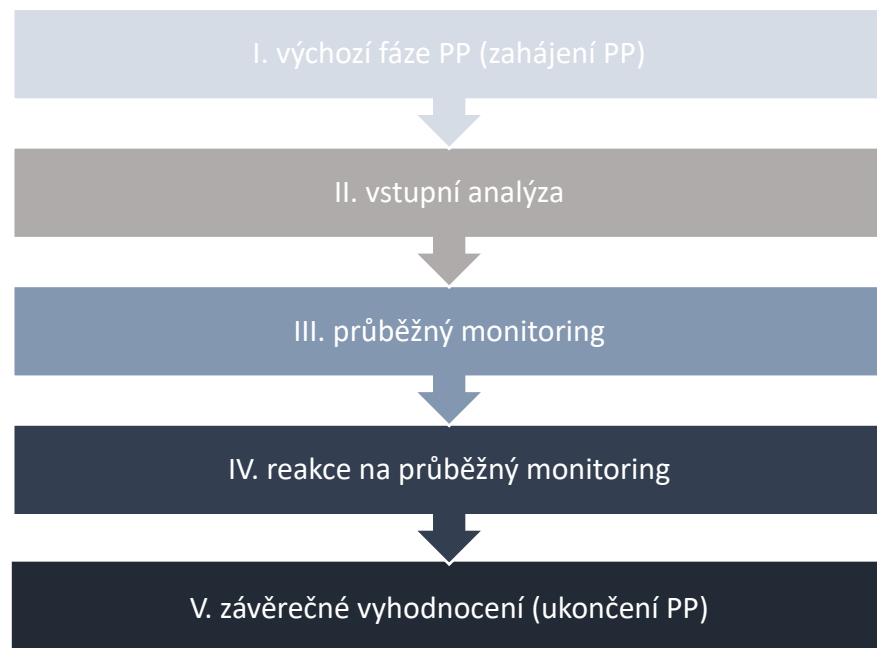 I. výchozí fáze PP (zahájení PP)
II. vstupní analýza
III. průběžný monitoring
IV. reakce na průběžný monitoring
V. závěrečné vyhodnocení (ukončení PP)